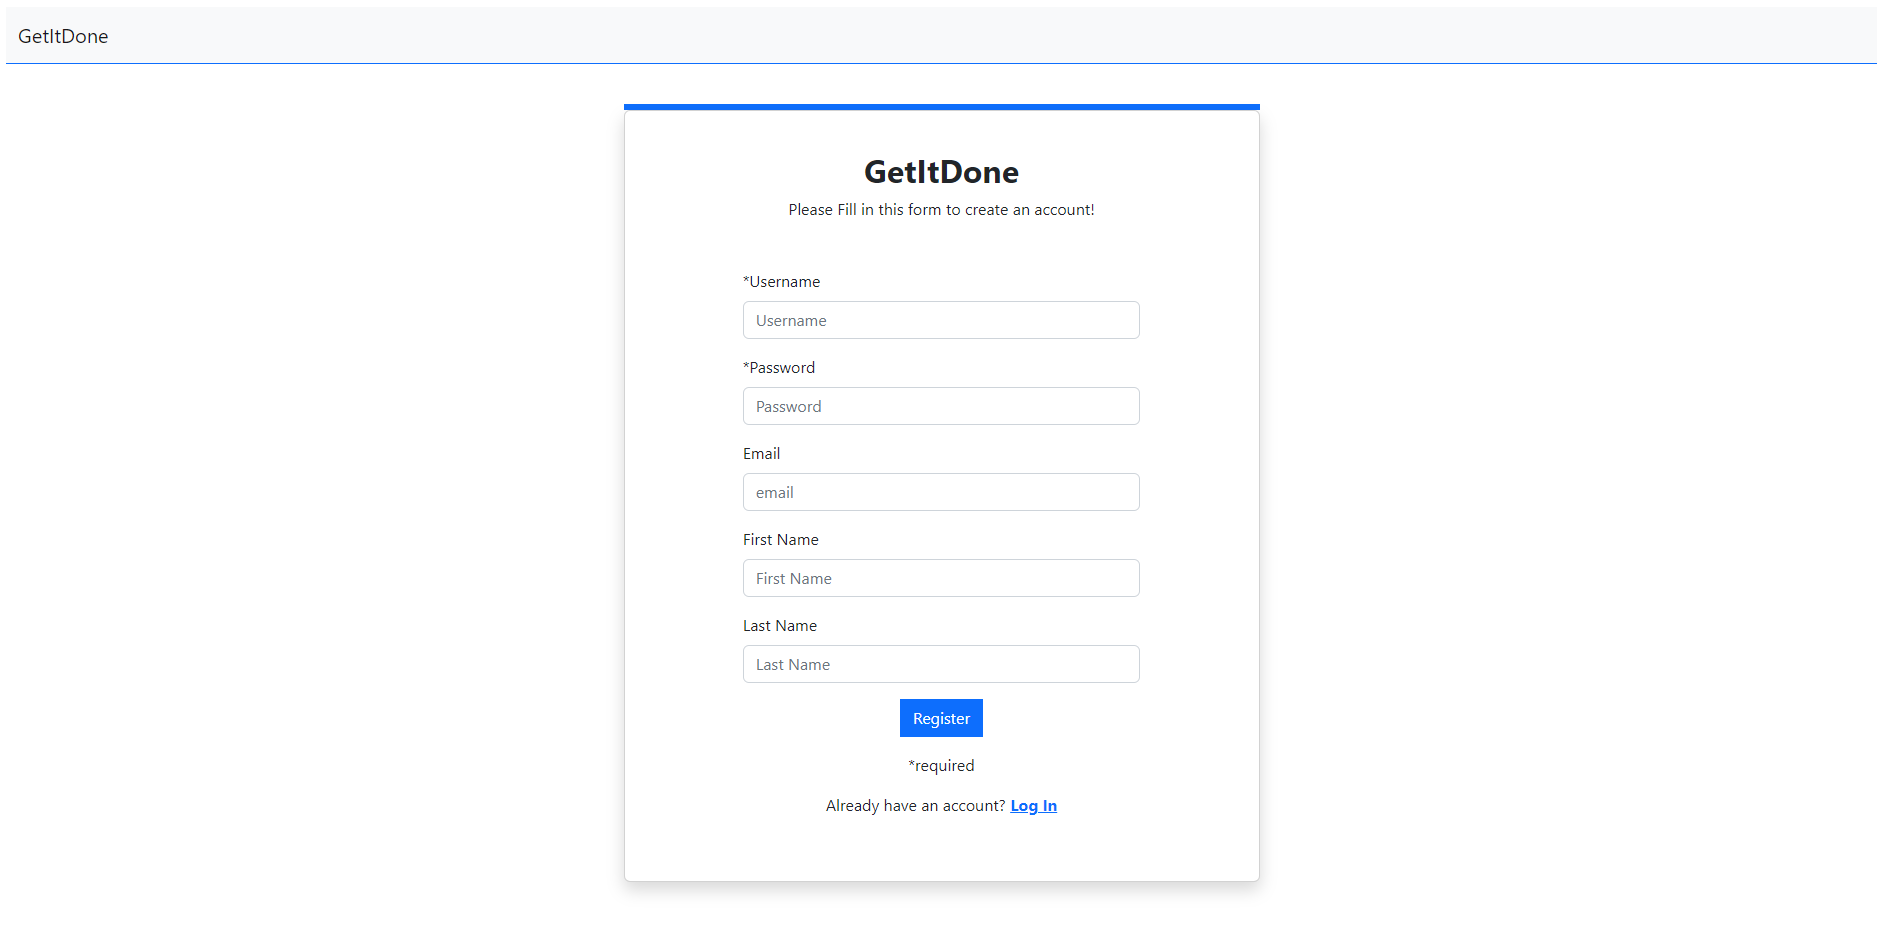 GetItDone
GetItDone
Please Fill in this form to create an account!
*Username
Username
*Password
Password
Email
email
First Name
First Name
Last Name
Last Name
Register
*required
Already have an account? Log In